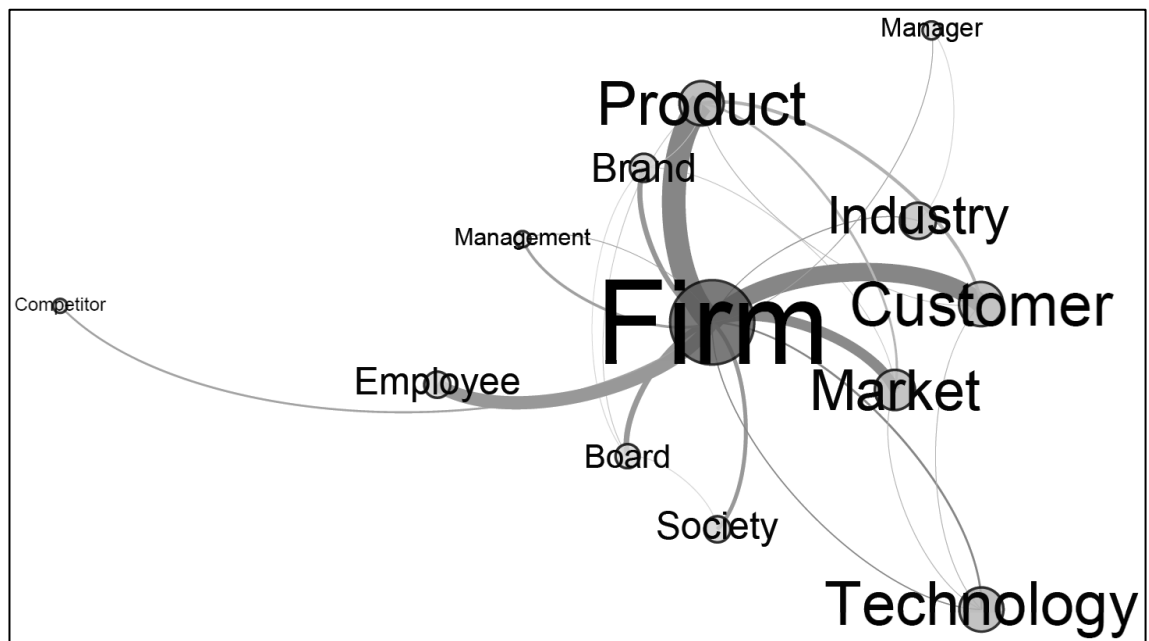 Manager
Product
Brand
Industry
Management
Competitor
Firm
Customer
Employee
Market
Board
Society
Technology